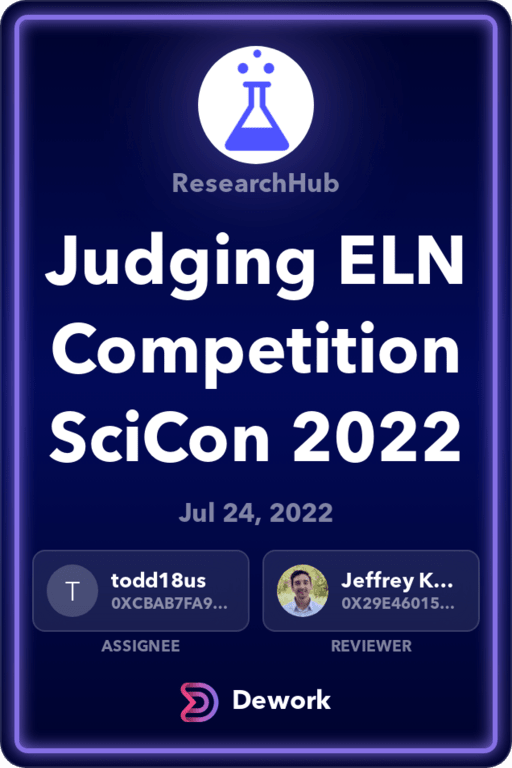 ResearchHub
Judging ELN
Competition
SciCon 2022
Jul 24, 2022
T
todd18us
0XCBAB7FA9...
ASSIGNEE
Jeffrey K...
0X29E46015...
REVIEWER
Dework